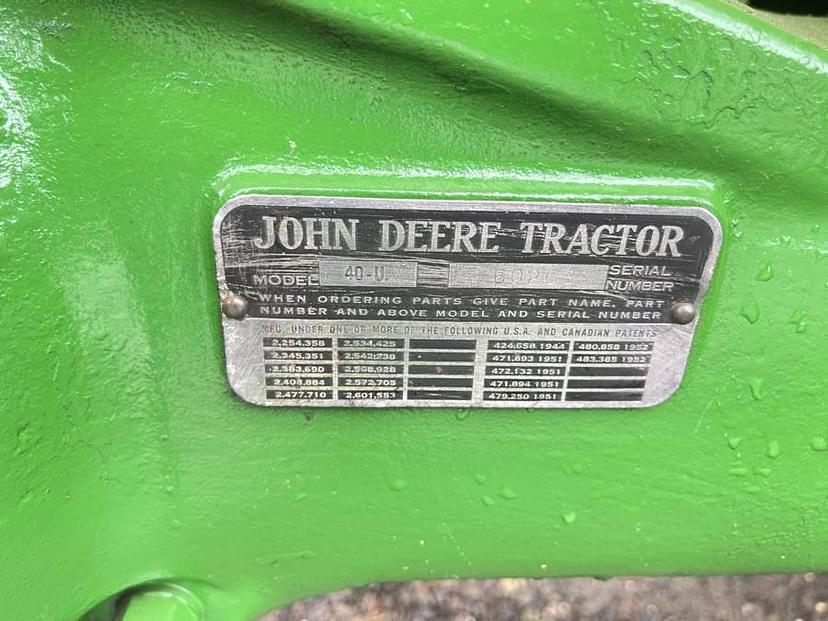 JOHN DEERE TRACTOR
MODEL 40-U SERIAL NUMBER
WHEN ORDERING PARTS GIVE PART NAME, PART
NUMBER AND ABOVE MODEL AND SERIAL NUMBER
MFG. UNDER ONE OR MORE OF THE FOLLOWING U.S.A. AND CANADIAN PATENTS
2,254,358 2,534,425 424,658 1944 480,858 1952
2,345,351 2,542,238 471,893 1951 483,385 1952
2,383,690 2,568,928 472,132 1951
2,408,884 2,572,705 471,894 1951
2,477,710 2,601,553 479,250 1951